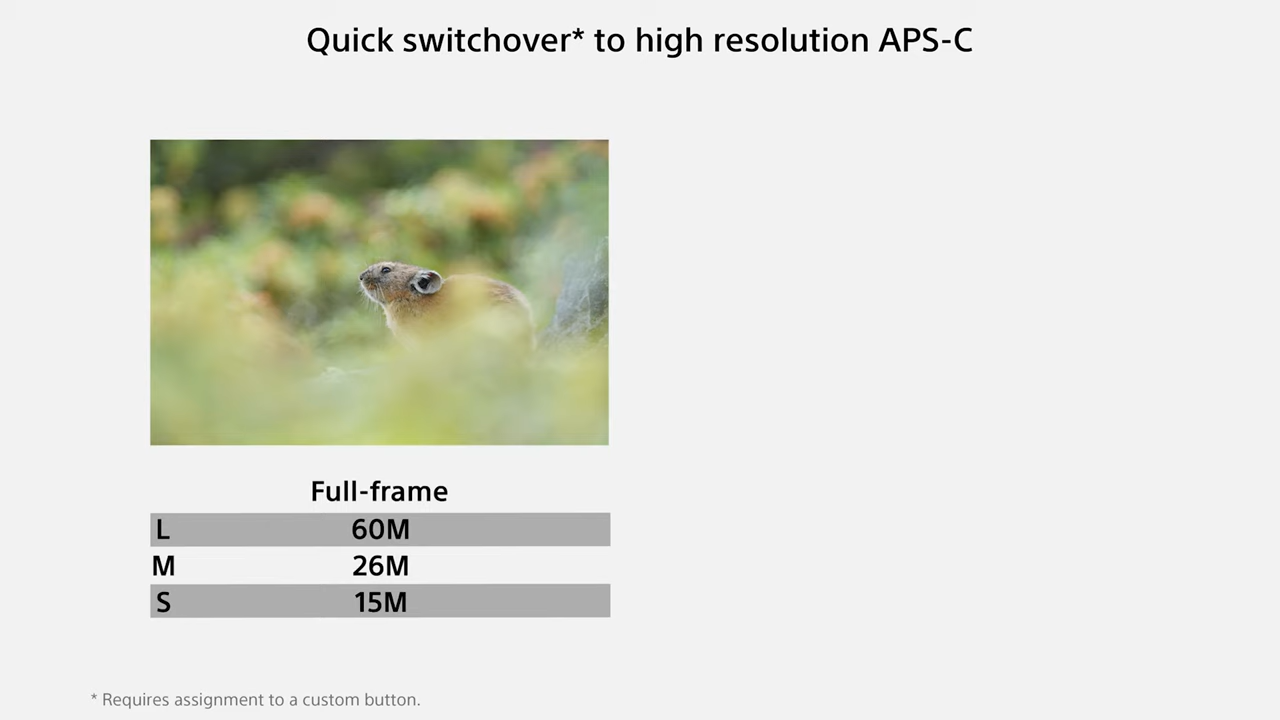 Quick switchover* to high resolution APS-C
Full-frame
L 60M
M 26M
S 15M
* Requires assignment to a custom button.